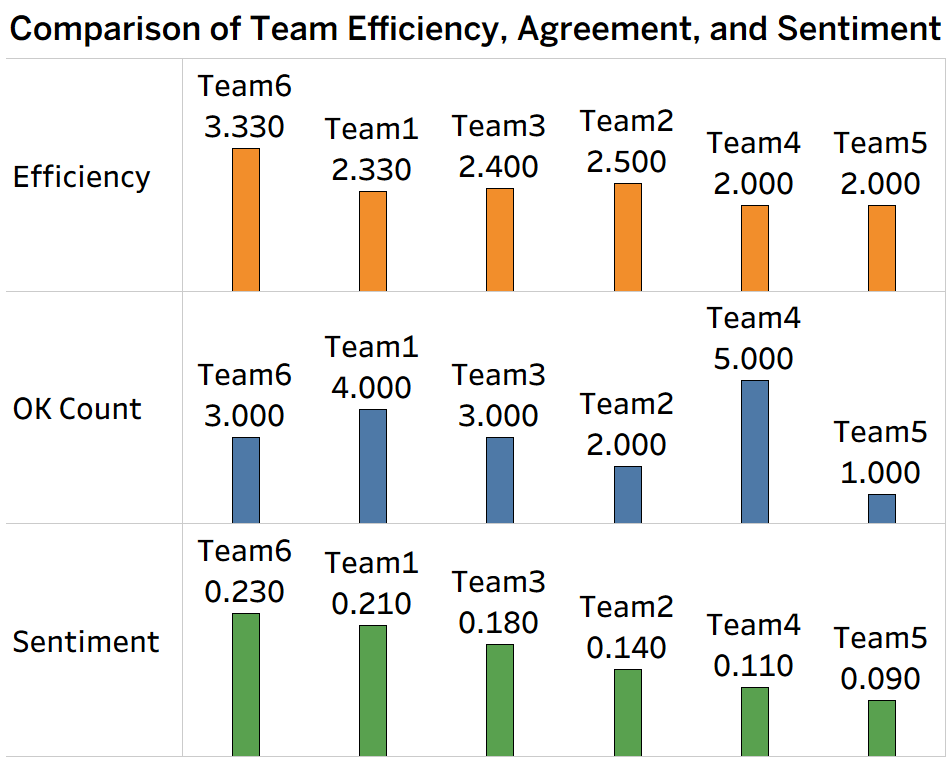 Comparison of Team Efficiency, Agreement, and Sentiment
Efficiency
Team6
3.330
Team1
2.330
Team3
2.400
Team2
2.500
Team4
2.000
Team5
2.000
OK Count
Team6
3.000
Team1
4.000
Team3
3.000
Team2
2.000
Team4
5.000
Team5
1.000
Sentiment
Team6
0.230
Team1
0.210
Team3
0.180
Team2
0.140
Team4
0.110
Team5
0.090